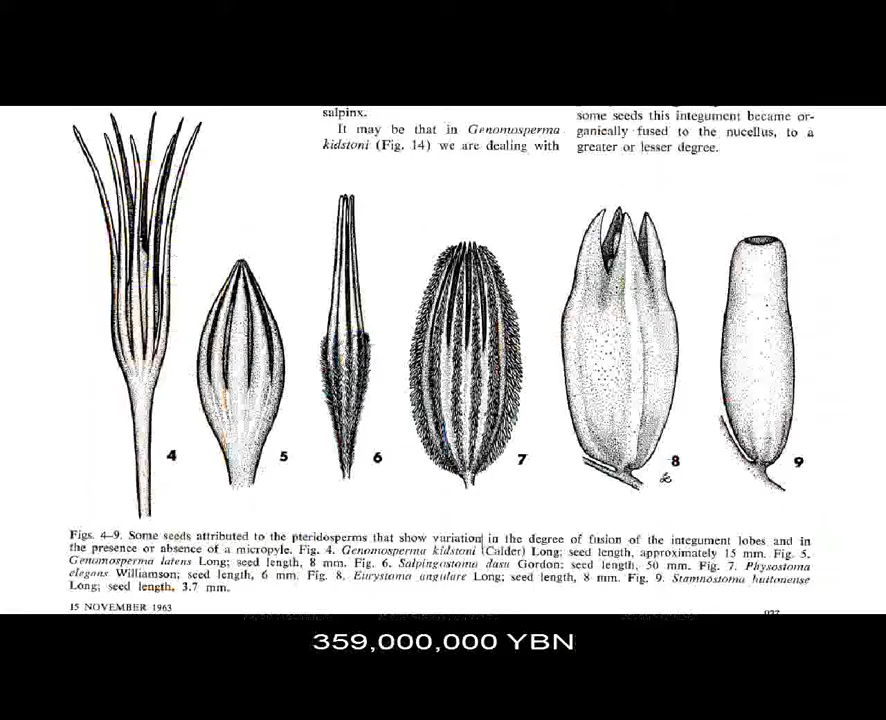 salpinx.
It may be that in Genomosperma
kidstoni (Fig. 14) we are dealing with
some seeds this integument became or-
ganically fused to the nucellus, to a
greater or lesser degree.
4
5
6
7
8
9
Figs. 4–9. Some seeds attributed to the pteridosperms that show variation in the degree of fusion of the integument lobes and in
the presence or absence of a micropyle. Fig. 4. Genomosperma kidstoni (Calder) Long; seed length, approximately 15 mm. Fig. 5.
Genomosperma latens Long; seed length, 8 mm. Fig. 6. Salpingostoma dasu Gordon; seed length, 50 mm. Fig. 7. Physostoma
elegans Williamson; seed length, 6 mm. Fig. 8. Eurystoma angulare Long; seed length, 8 mm. Fig. 9. Stamnostoma huttonense
Long; seed length, 3.7 mm.
15 NOVEMBER 1963
359,000,000 YBN